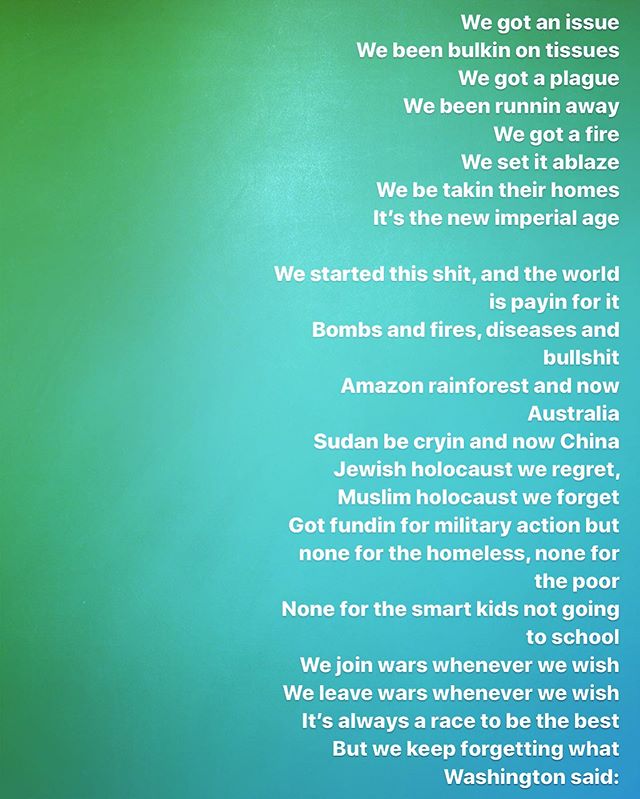 We got an issue
We been bulkin on tissues
We got a plague
We been runnin away
We got a fire
We set it ablaze
We be takin their homes
It’s the new imperial age
We started this shit, and the world
is payin for it
Bombs and fires, diseases and
bullshit
Amazon rainforest and now
Australia
Sudan be cryin and now China
Jewish holocaust we regret,
Muslim holocaust we forget
Got fundin for military action but
none for the homeless, none for
the poor
None for the smart kids not going
to school
We join wars whenever we wish
We leave wars whenever we wish
It’s always a race to be the best
But we keep forgetting what
Washington said: